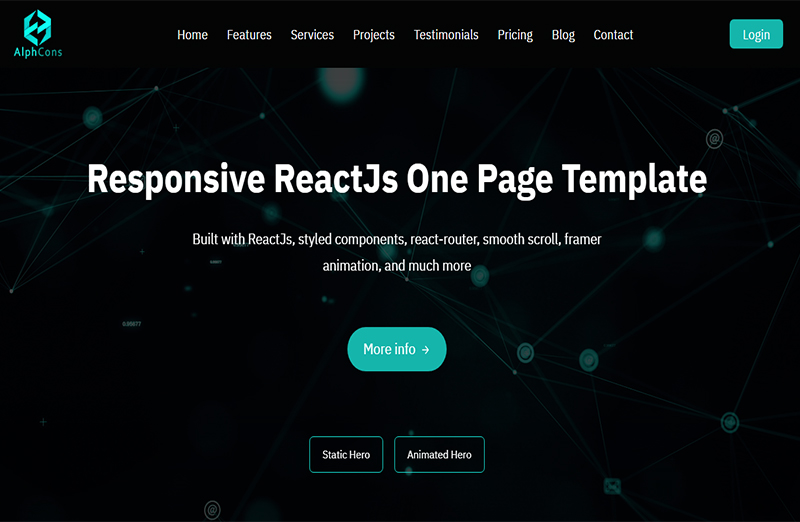 AlphCons
Home Features Services Projects Testimonials Pricing Blog Contact
Login
Responsive ReactJs One Page Template
Built with ReactJs, styled components, react-router, smooth scroll, framer
animation, and much more
More info →
Static Hero Animated Hero